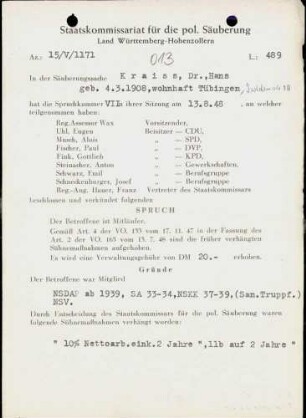 Staatskommissariat für die pol. Säuberung
Land Württemberg-Hohenzollern
Az.: 15/V/1171 013 L.: 489
In der Säuberungssache Kraiss, Dr., Hans
geb. 4.3.1908, wohnhaft Tübingen, 18
hat die Spruchkammer VII b ihrer Sitzung am 13.8.48 , an welcher
teilgenommen haben:
Reg.Assessor Wax Vorsitzender,
Uhl, Eugen Beisitzer — CDU,
Musch, Alois „ — SPD,
Fischer, Paul „ — DVP,
Fink, Gottlieb „ — KPD,
Steinacher, Anton „ — Gewerkschaften,
Schwarz, Emil „ — Berufsgruppe
Schneckenburger, Josef „ — Berufsgruppe
Reg.-Aug. Hauer, Franz Vertreter des Staatskommissars
beschlossen und verkündet folgenden
SPRUCH
Der Betroffene ist Mitläufer.
Gemäß Art. 4 der VO. 133 vom 17. 11. 47 in der Fassung des
Art. 2 der VO. 165 vom 13. 7. 48 sind die früher verhängten
Sühnemaßnahmen aufgehoben.
Es wird eine Verwaltungsgebühr von DM 20.- erhoben.
Gründe
Der Betroffene war Mitglied
NSDAP ab 1939, SA 33-34, NSKK 37-39, (San.Truppf.)
NSV.
Durch Entscheidung des Staatskommissars für die pol. Säuberung waren
folgende Sühnemaßnahmen verhängt worden:
" 10% Nettoarb.eink. 2 Jahre ", 11b auf 2 Jahre "